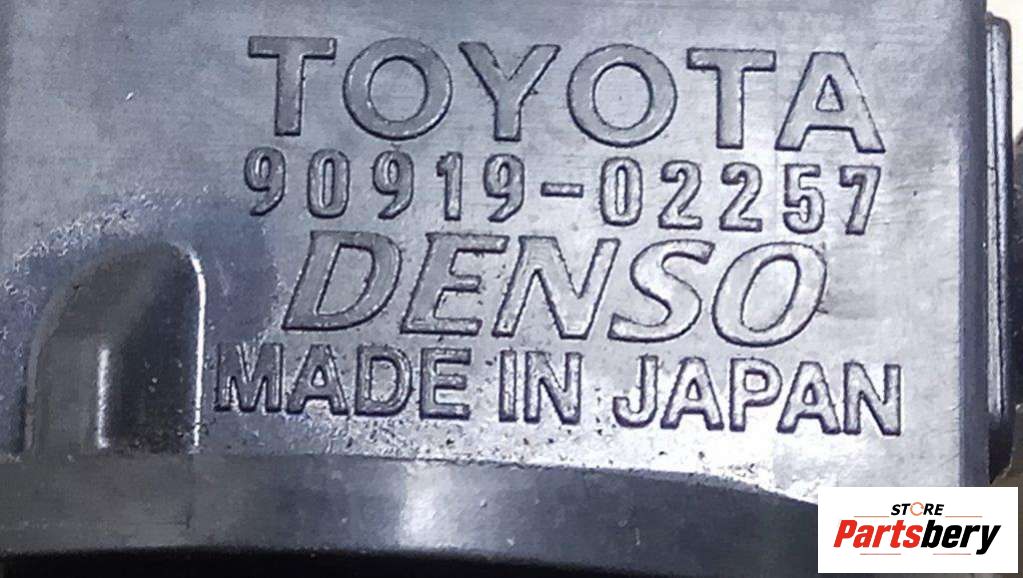 TOYOTA
90919-02257
DENSO
MADE IN JAPAN
STORE
Partsbery